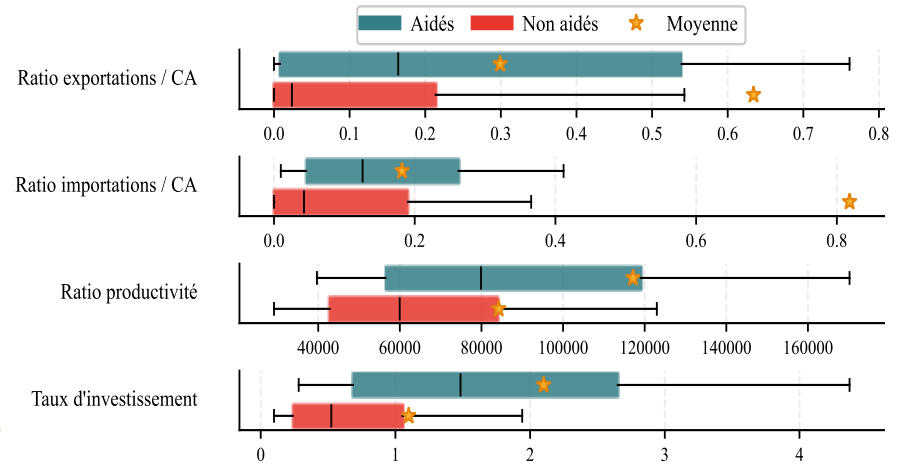 Aidés Non aidés Moyenne
Ratio exportations / CA
0.0 0.1 0.2 0.3 0.4 0.5 0.6 0.7 0.8
Ratio importations / CA
0.0 0.2 0.4 0.6 0.8
Ratio productivité
40000 60000 80000 100000 120000 140000 160000
Taux d'investissement
0 1 2 3 4